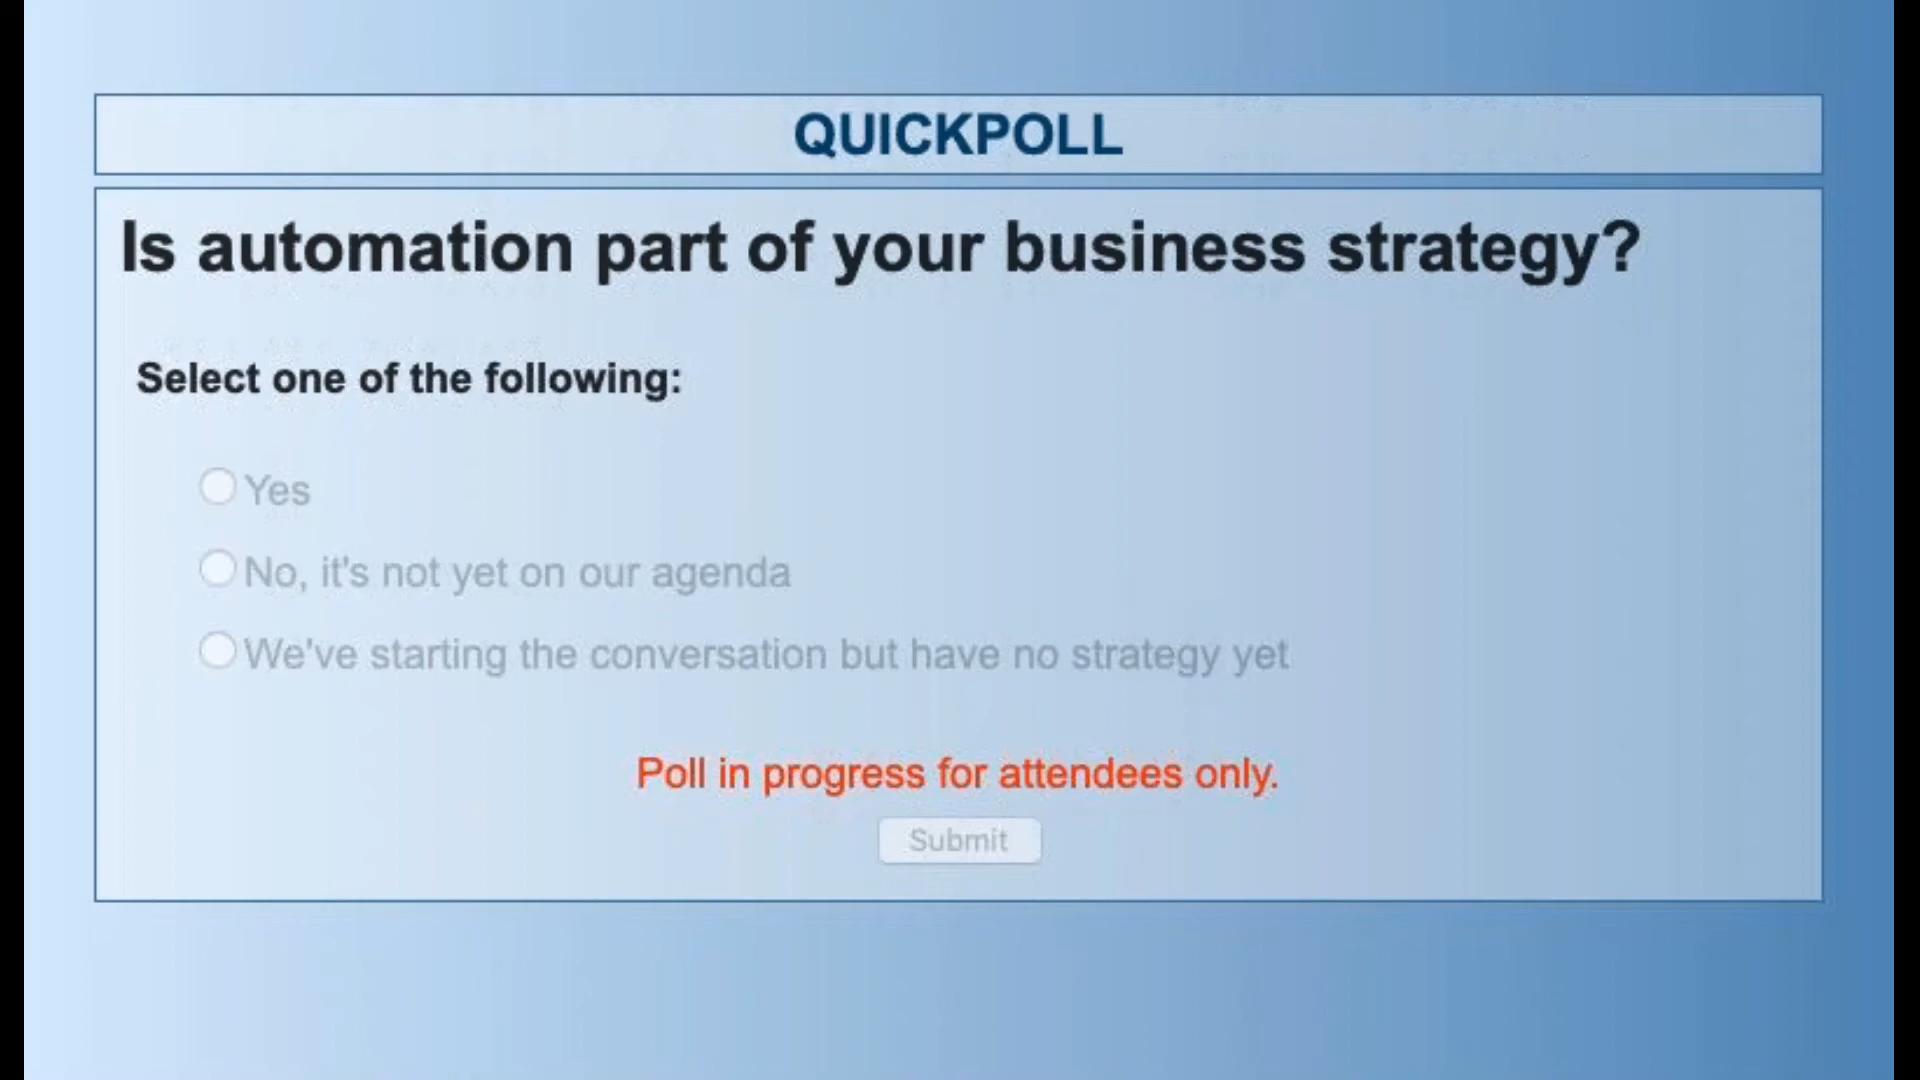 QUICKPOLL
Is automation part of your business strategy?
Select one of the following:
Yes
No, it's not yet on our agenda
We've starting the conversation but have no strategy yet
Poll in progress for attendees only.
Submit